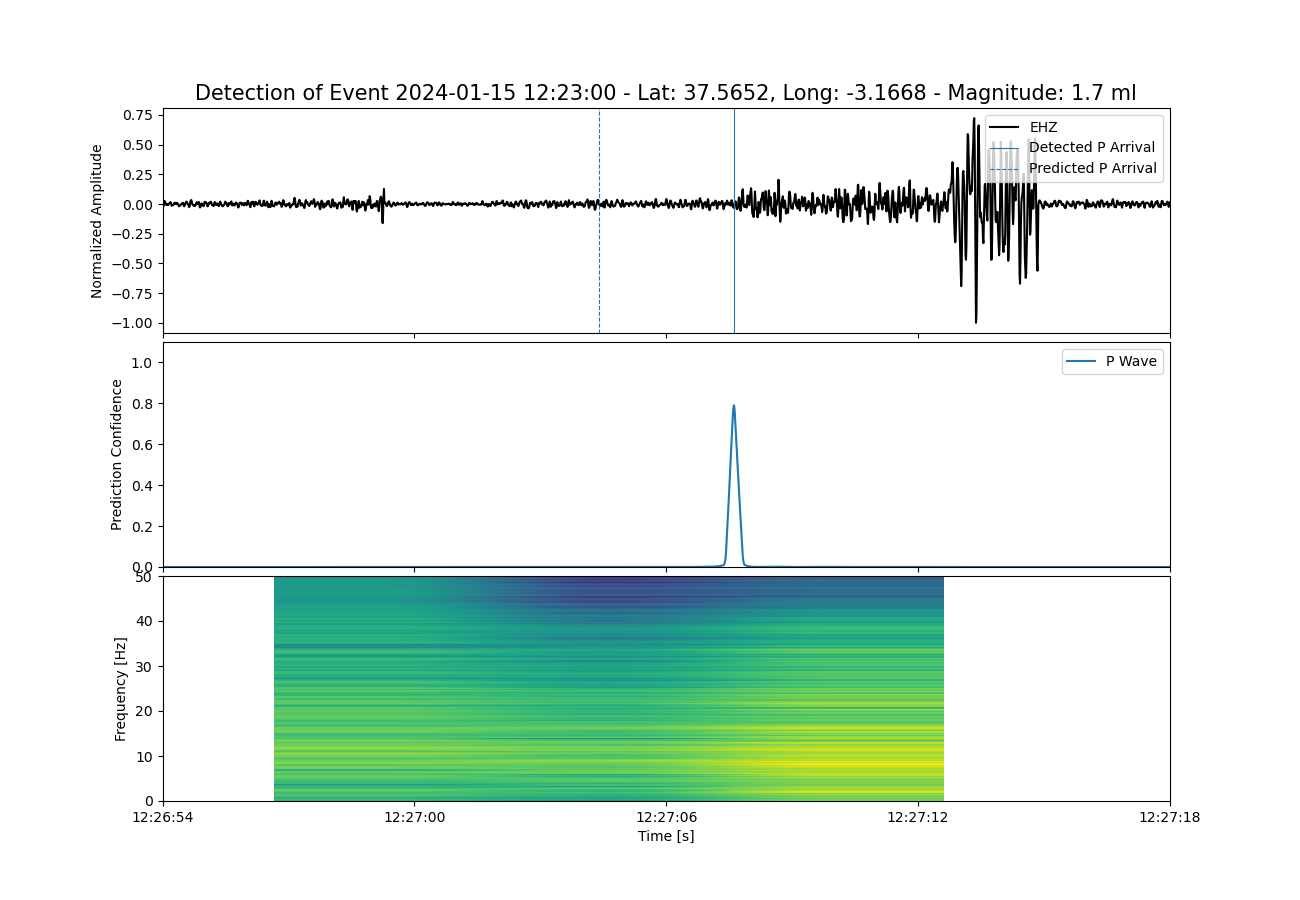 Detection of Event 2024-01-15 12:23:00 - Lat: 37.5652, Long: -3.1668 - Magnitude: 1.7 ml
Normalized Amplitude
0.75
0.50
0.25
0.00
−0.25
−0.50
−0.75
−1.00
EHZ
Detected P Arrival
Predicted P Arrival
Prediction Confidence
1.0
0.8
0.6
0.4
0.2
0.0
P Wave
Frequency [Hz]
50
40
30
20
10
0
12:26:54 12:27:00 12:27:06 12:27:12 12:27:18
Time [s]